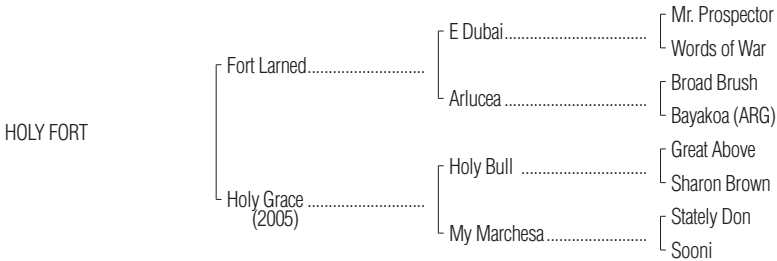 Mr. Prospector
E Dubai..................................
Words of War
Fort Larned...........................
Broad Brush
Arlucea ..................................
Bayakoa (ARG)
HOLY FORT
Great Above
Holy Bull ..............................
Sharon Brown
Holy Grace ...........................
(2005)
Stately Don
My Marchesa........................
Sooni